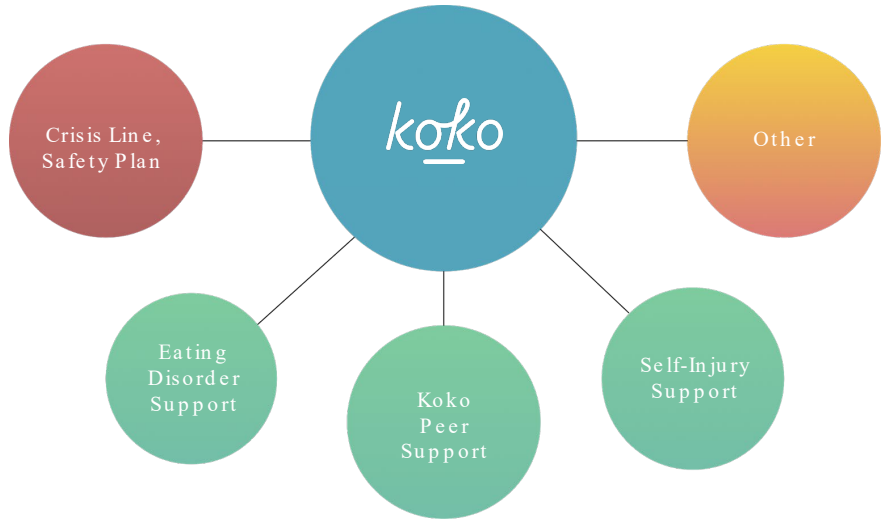 koko
Crisis Line,
Safety Plan
Other
Eating
Disorder
Support
Koko
Peer
Support
Self-Injury
Support